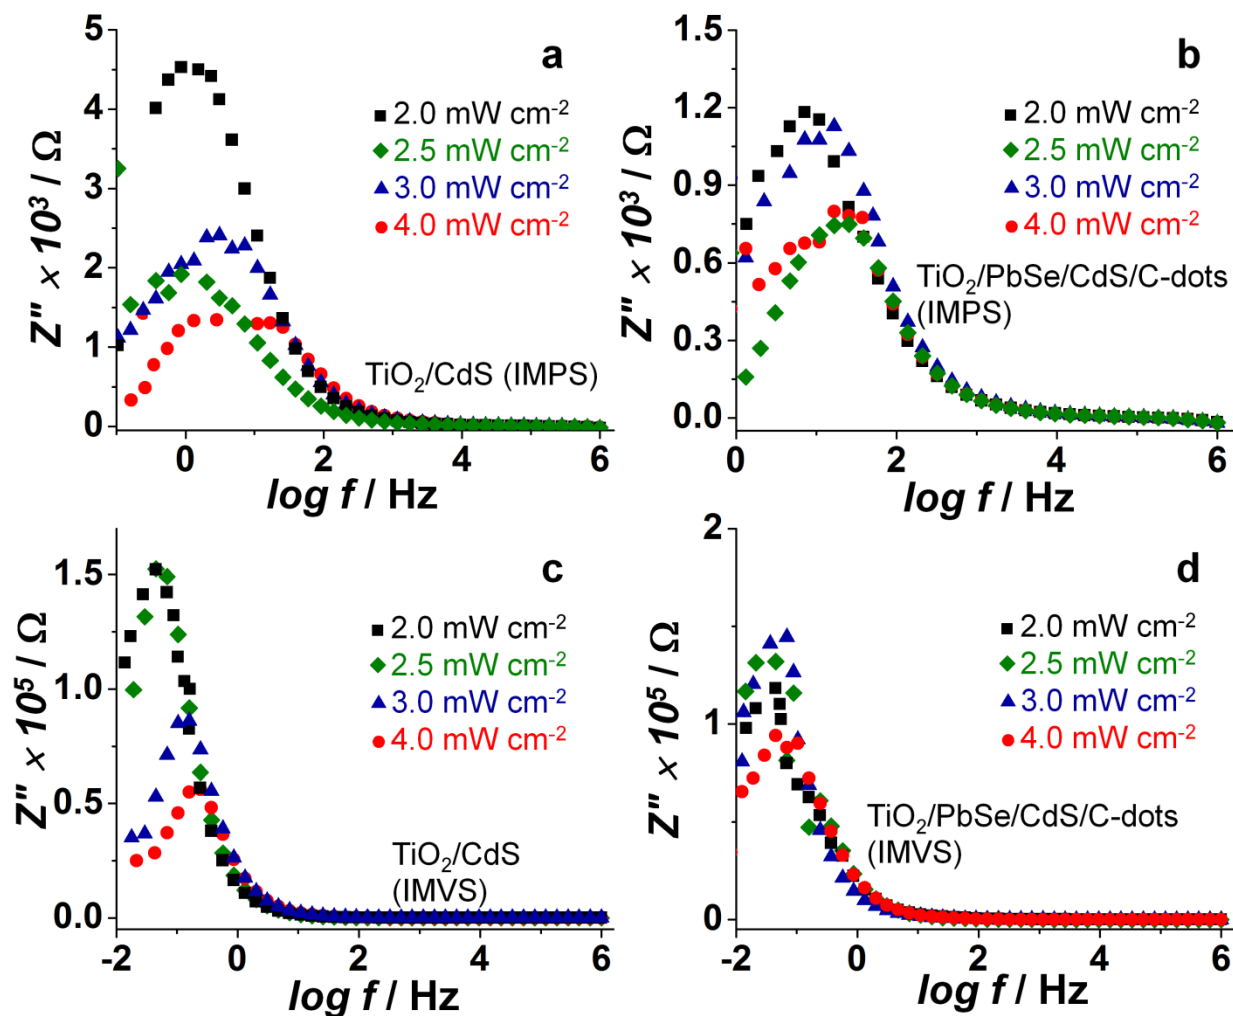 a
5
4
3
2
1
0
Z" × 10³ / Ω
2.0 mW cm⁻²
2.5 mW cm⁻²
3.0 mW cm⁻²
4.0 mW cm⁻²
TiO₂/CdS (IMPS)
0 2 4 6
log f / Hz
b
1.5
1.2
0.9
0.6
0.3
0.0
Z" × 10³ / Ω
2.0 mW cm⁻²
2.5 mW cm⁻²
3.0 mW cm⁻²
4.0 mW cm⁻²
TiO₂/PbSe/CdS/C-dots
(IMPS)
0 2 4 6
log f / Hz
c
1.5
1.0
0.5
0.0
Z" × 10⁵ / Ω
2.0 mW cm⁻²
2.5 mW cm⁻²
3.0 mW cm⁻²
4.0 mW cm⁻²
TiO₂/CdS
(IMVS)
-2 0 2 4 6
log f / Hz
d
2
1
0
Z" × 10⁵ / Ω
2.0 mW cm⁻²
2.5 mW cm⁻²
3.0 mW cm⁻²
4.0 mW cm⁻²
TiO₂/PbSe/CdS/C-dots
(IMVS)
-2 0 2 4 6
log f / Hz